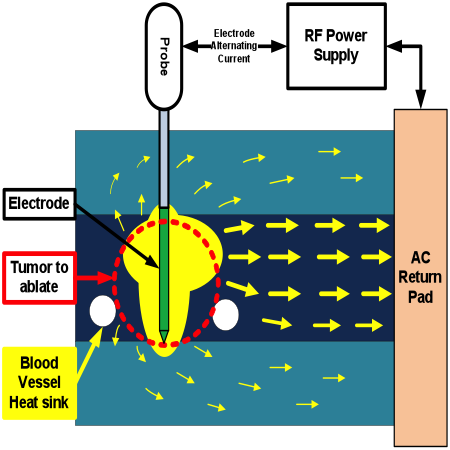 Probe
Electrode
Alternating
Current
RF Power
Supply
Electrode
Tumor to
ablate
Blood
Vessel
Heat sink
AC
Return
Pad